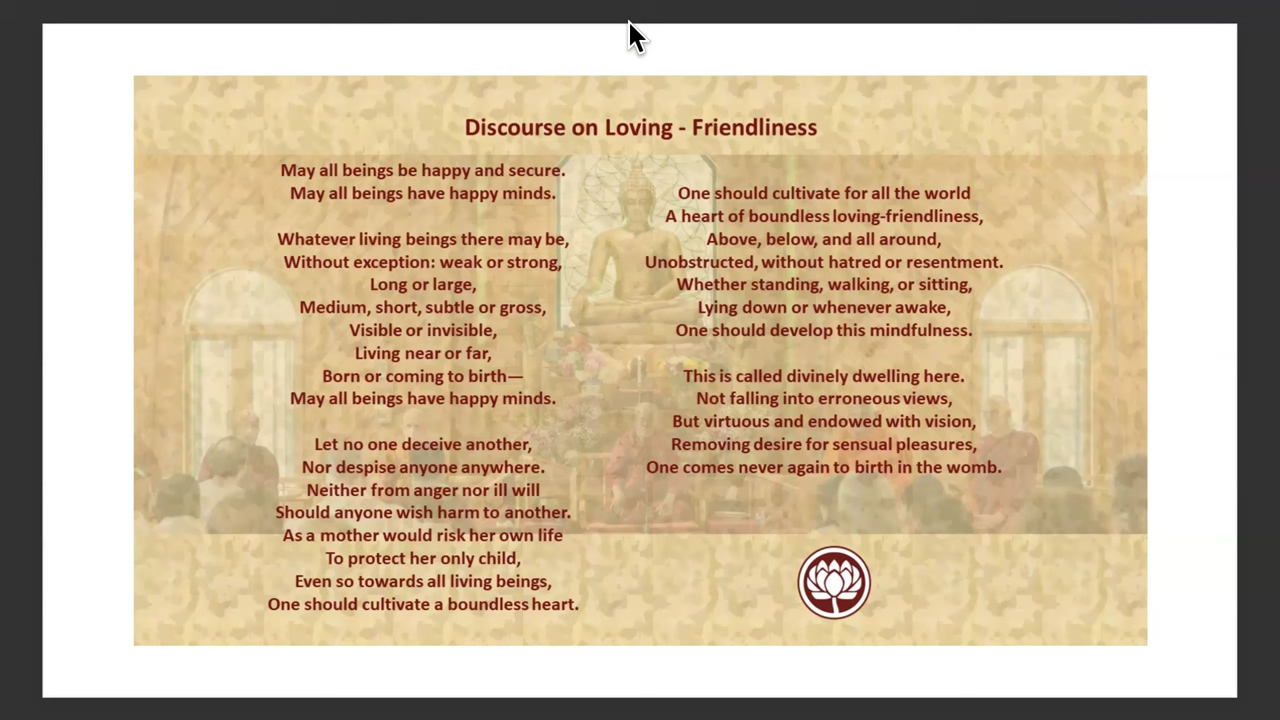 Discourse on Loving - Friendliness
May all beings be happy and secure.
May all beings have happy minds.
Whatever living beings there may be,
Without exception: weak or strong,
Long or large,
Medium, short, subtle or gross,
Visible or invisible,
Living near or far,
Born or coming to birth—
May all beings have happy minds.
Let no one deceive another,
Nor despise anyone anywhere.
Neither from anger nor ill will
Should anyone wish harm to another.
As a mother would risk her own life
To protect her only child,
Even so towards all living beings,
One should cultivate a boundless heart.
One should cultivate for all the world
A heart of boundless loving-friendliness,
Above, below, and all around,
Unobstructed, without hatred or resentment.
Whether standing, walking, or sitting,
Lying down or whenever awake,
One should develop this mindfulness.
This is called divinely dwelling here.
Not falling into erroneous views,
But virtuous and endowed with vision,
Removing desire for sensual pleasures,
One comes never again to birth in the womb.